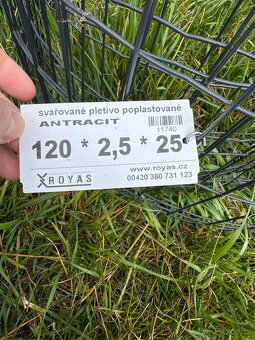 svařované pletivo poplastované
ANTRACIT
11740
120 * 2,5 * 25
ROYAS
www.royas.cz
00420 380 731 123